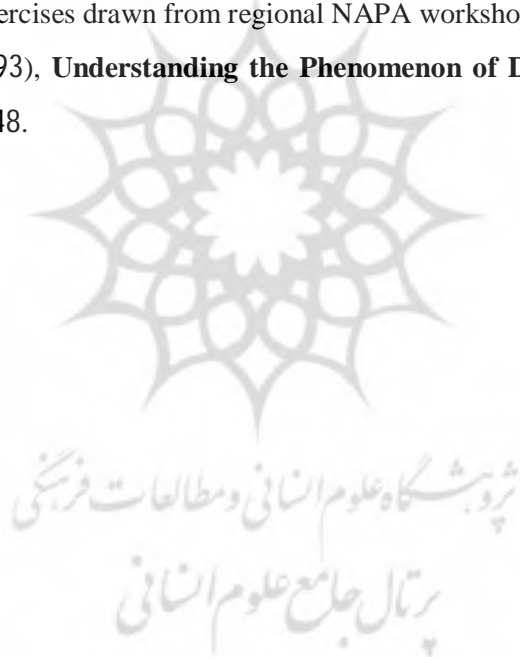 ercises drawn from regional NAPA workshop
93), Understanding the Phenomenon of D
48.
پژوهشگاه علوم انسانی و مطالعات فرهنگی
پرتال جامع علوم انسانی